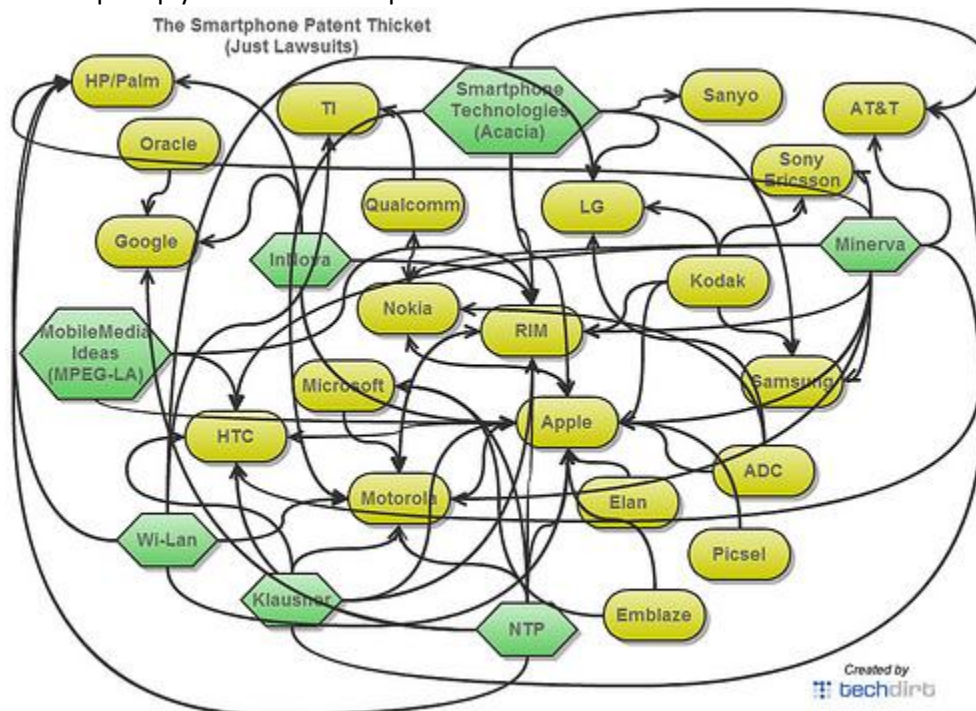 The Smartphone Patent Thicket
(Just Lawsuits)
HP/Palm
TI
Smartphone
Technologies
(Acacia)
Sanyo
AT&T
Oracle
Sony
Ericsson
Qualcomm
LG
Google
InNova
Minerva
Kodak
Nokia
RIM
MobileMedia
Ideas
(MPEG-LA)
Microsoft
Samsung
HTC
Apple
ADC
Motorola
Elan
Wi-Lan
Picsel
Klausner
Emblaze
NTP
Created by
techdirt